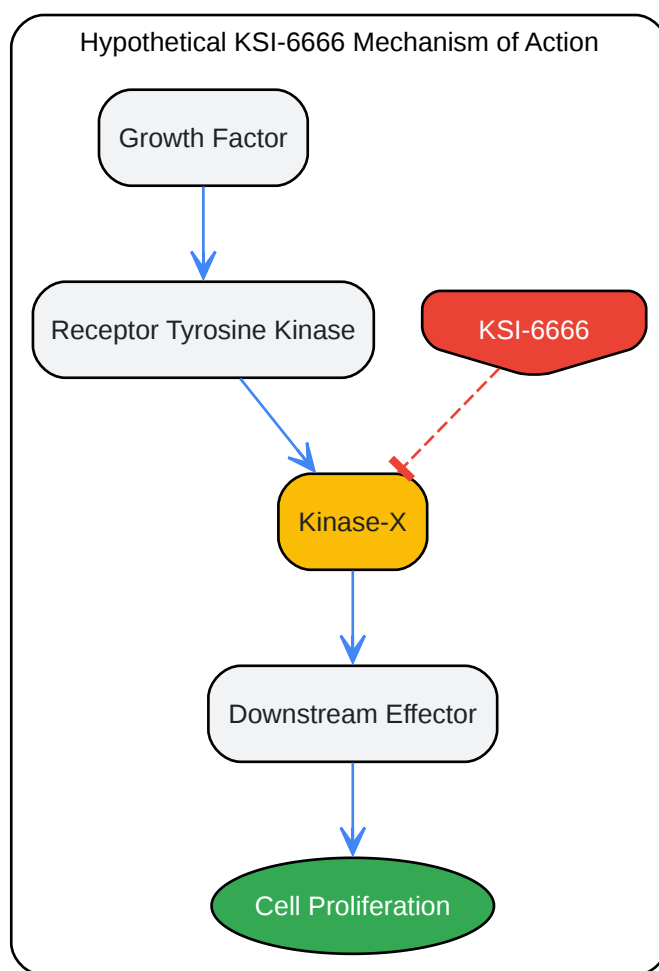 Hypothetical KSI-6666 Mechanism of Action
Growth Factor
Receptor Tyrosine Kinase
KSI-6666
Kinase-X
Downstream Effector
Cell Proliferation